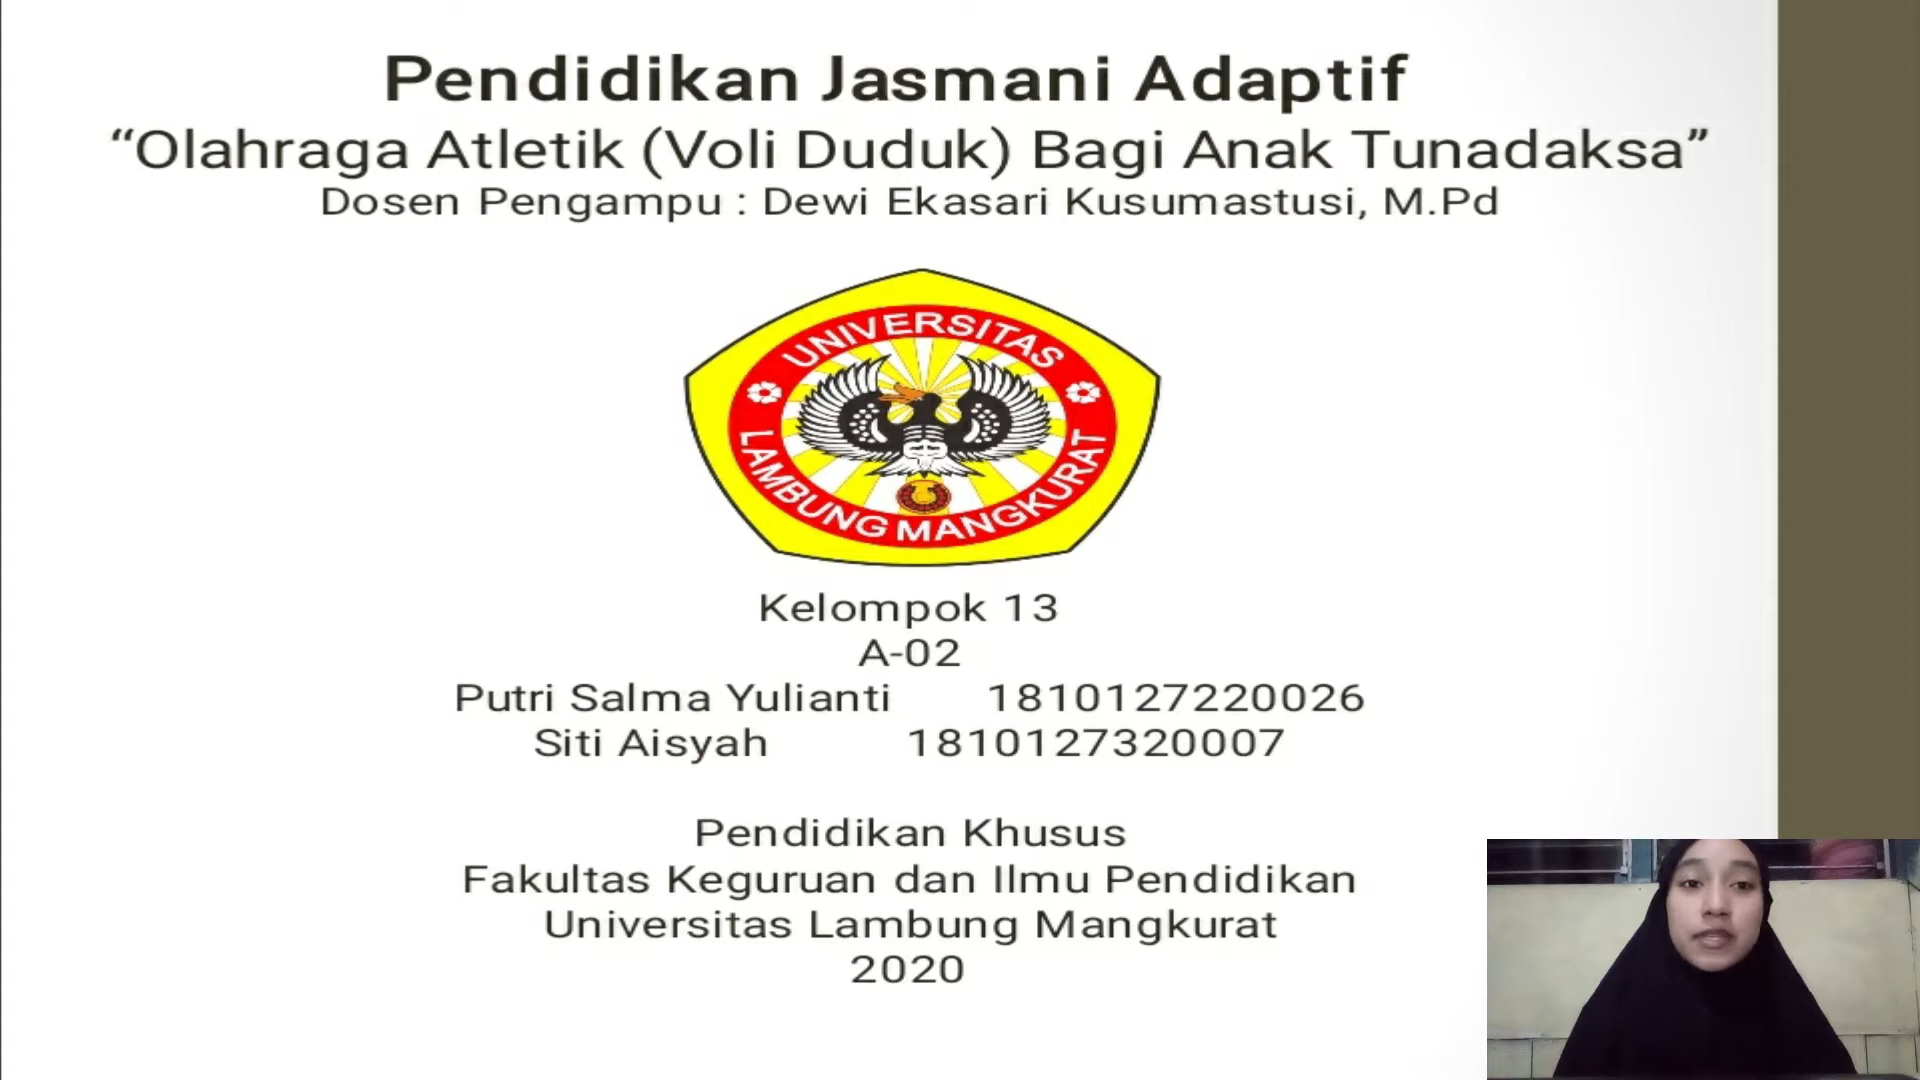 Pendidikan Jasmani Adaptif
“Olahraga Atletik (Voli Duduk) Bagi Anak Tunadaksa”
Dosen Pengampu : Dewi Ekasari Kusumastusi, M.Pd
UNIVERSITAS
LAMBUNG MANGKURAT
Kelompok 13
A-02
Putri Salma Yulianti 1810127220026
Siti Aisyah 1810127320007
Pendidikan Khusus
Fakultas Keguruan dan Ilmu Pendidikan
Universitas Lambung Mangkurat
2020